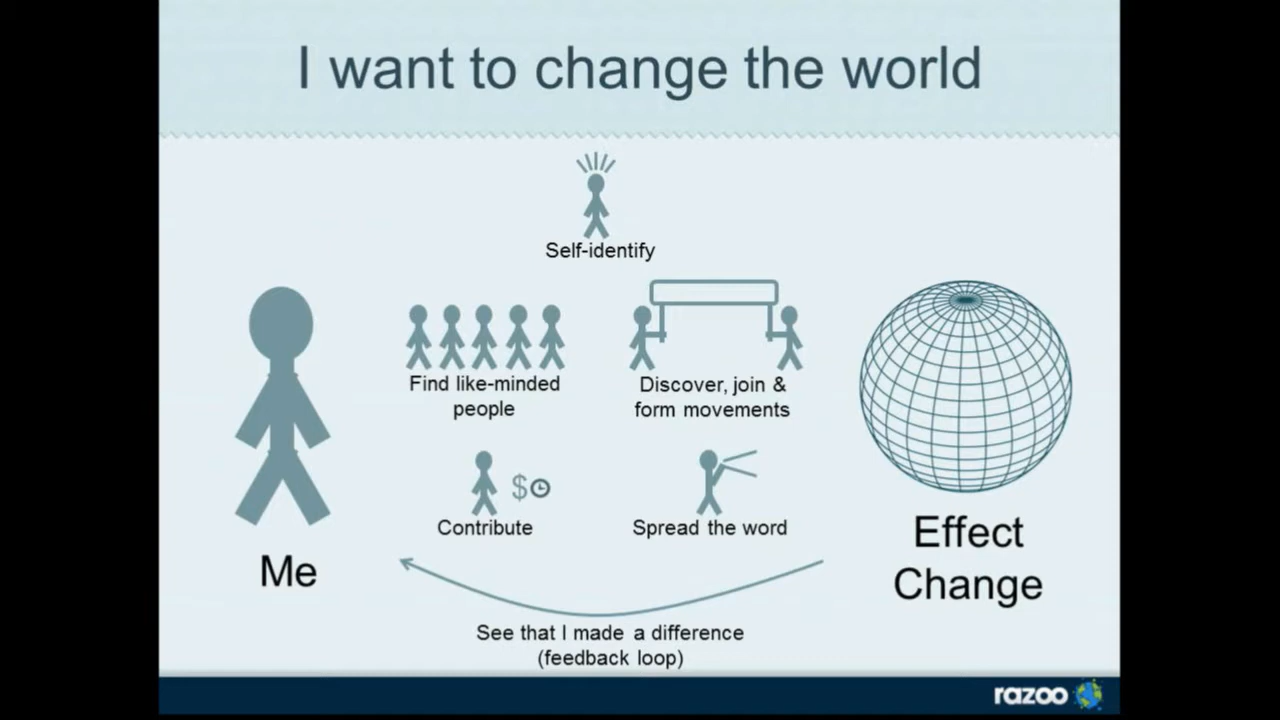 I want to change the world
Self-identify
Find like-minded
people
Discover, join &
form movements
$
Contribute
Spread the word
Me
Effect
Change
See that I made a difference
(feedback loop)
razoo